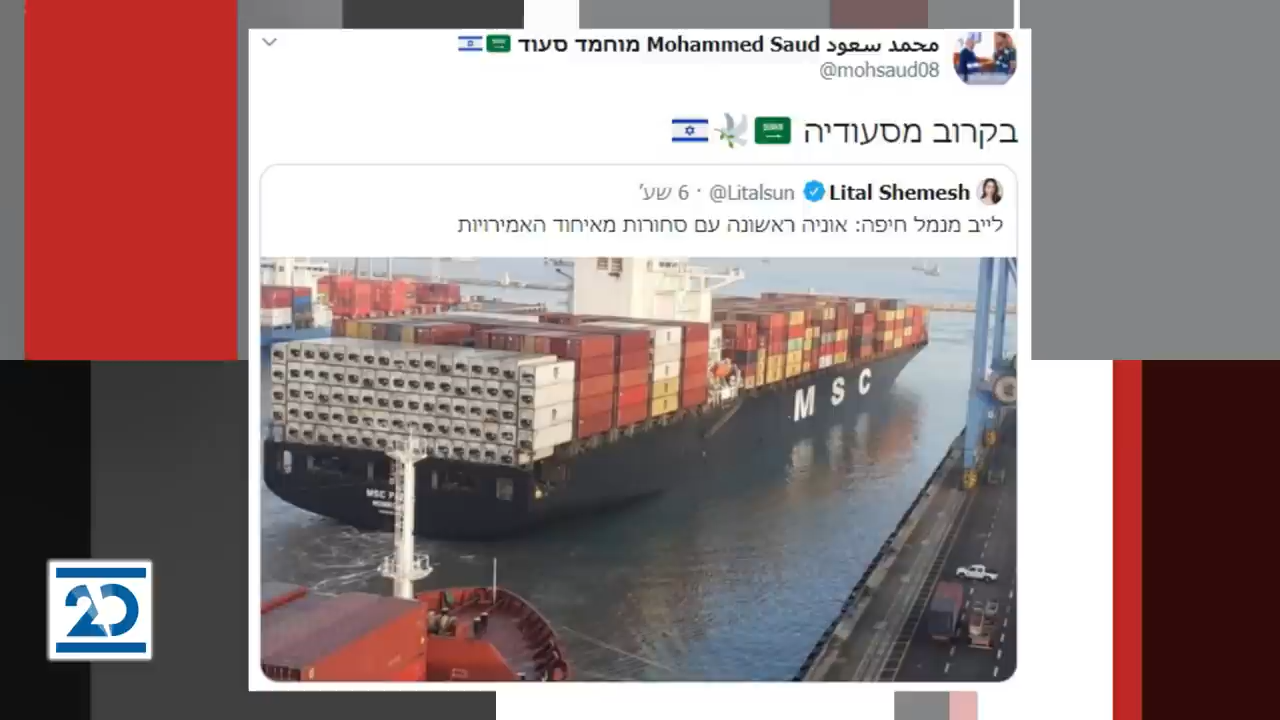 محمد سعود Mohammed Saud מוחמד סעוד
@mohsaud08
בקרוב מסעודיה
Lital Shemesh @Litalsun · 6 שע׳
לייב מנמל חיפה: אוניה ראשונה עם סחורות מאיחוד האמירויות
MSC
MSC
20